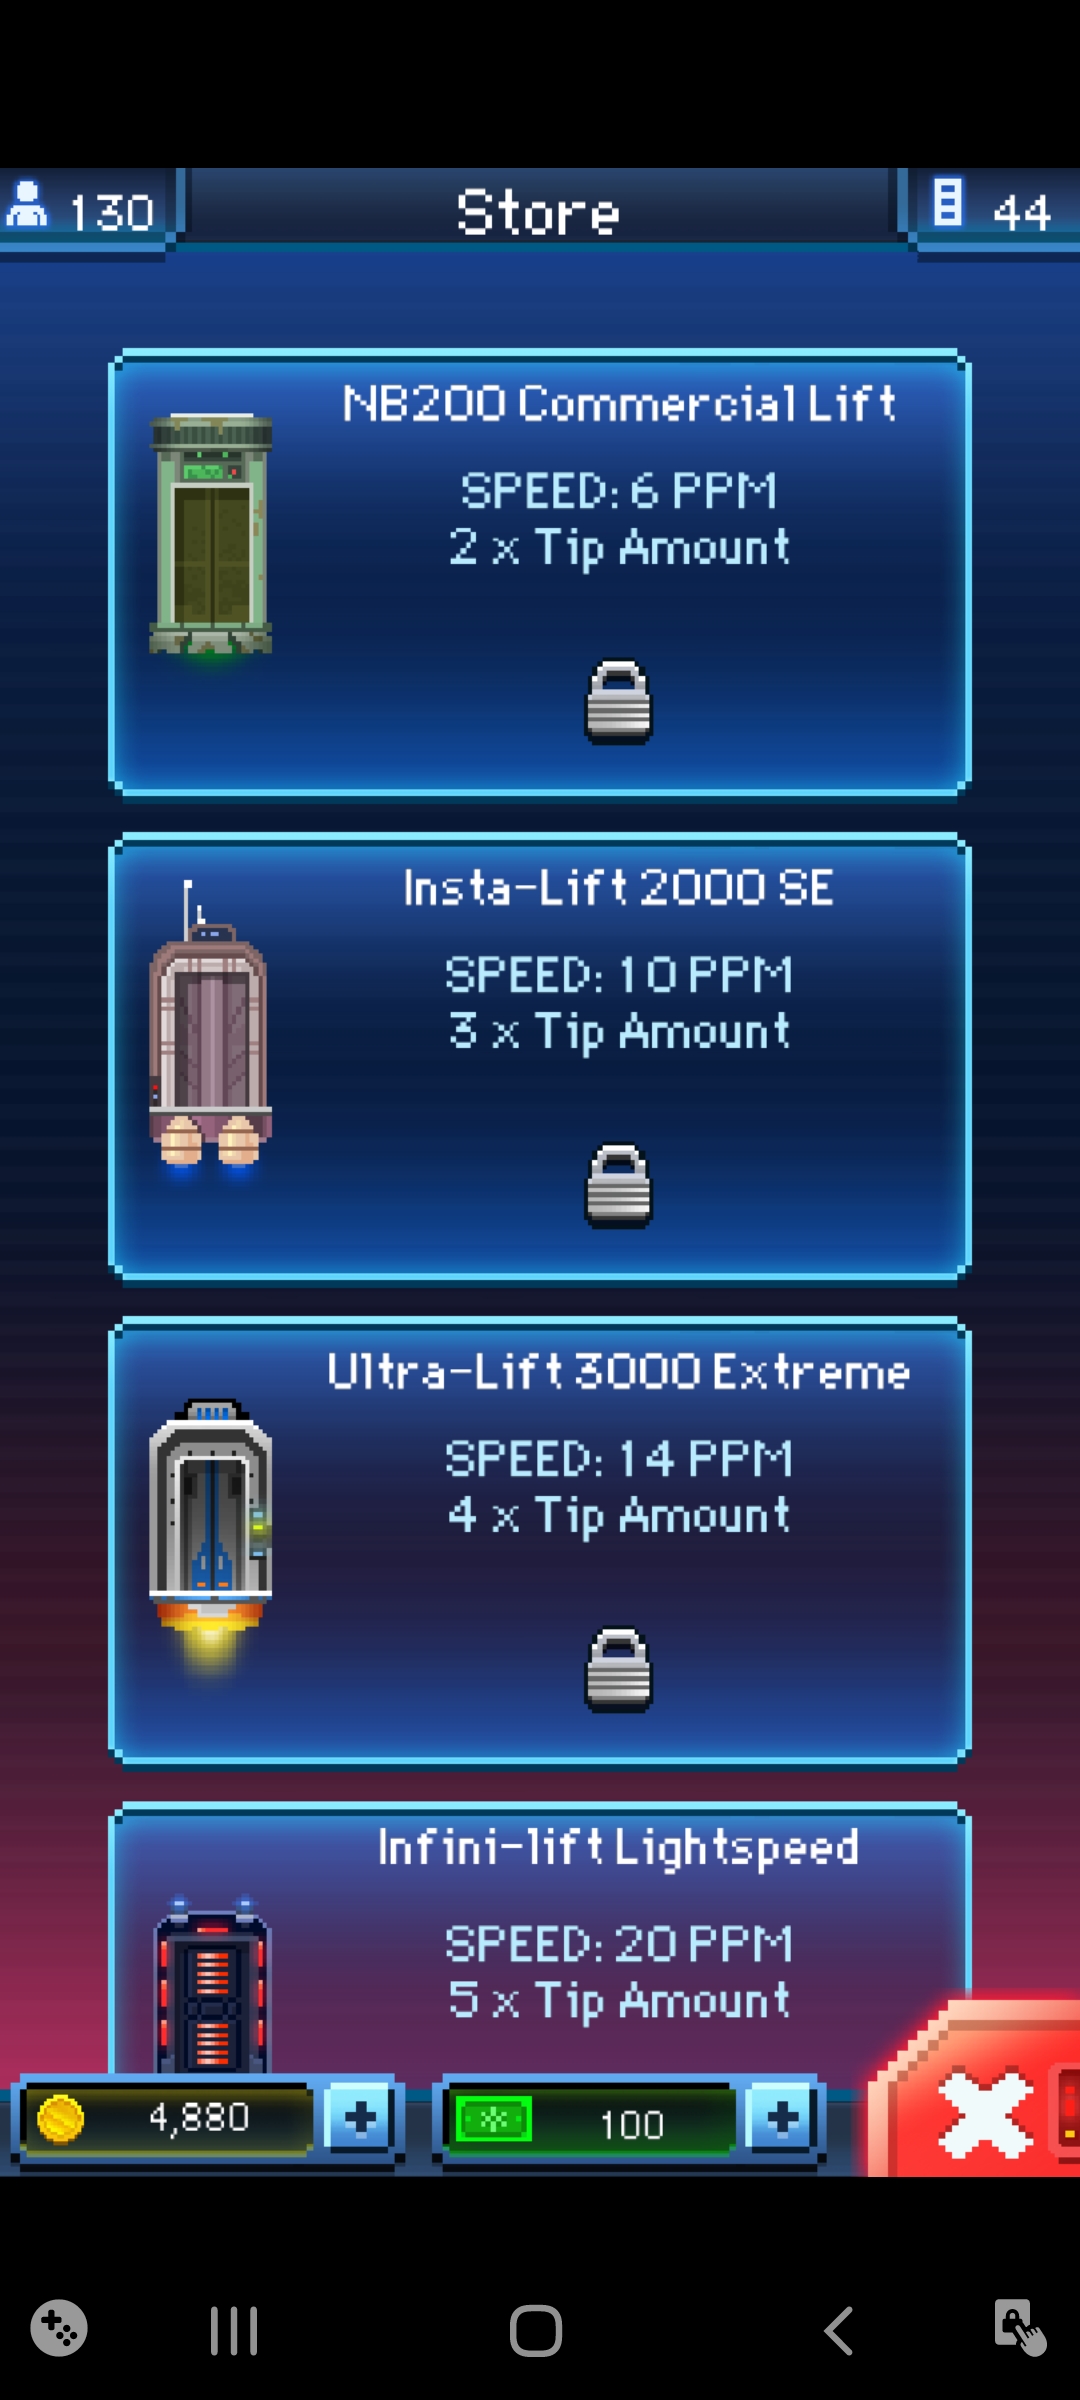 130
Store
44
NB200 Commercial Lift
SPEED: 6 PPM
2 x Tip Amount
Insta-Lift 2000 SE
SPEED: 10 PPM
3 x Tip Amount
Ultra-Lift 3000 Extreme
SPEED: 14 PPM
4 x Tip Amount
Infini-lift Lightspeed
SPEED: 20 PPM
5 x Tip Amount
4,880
100